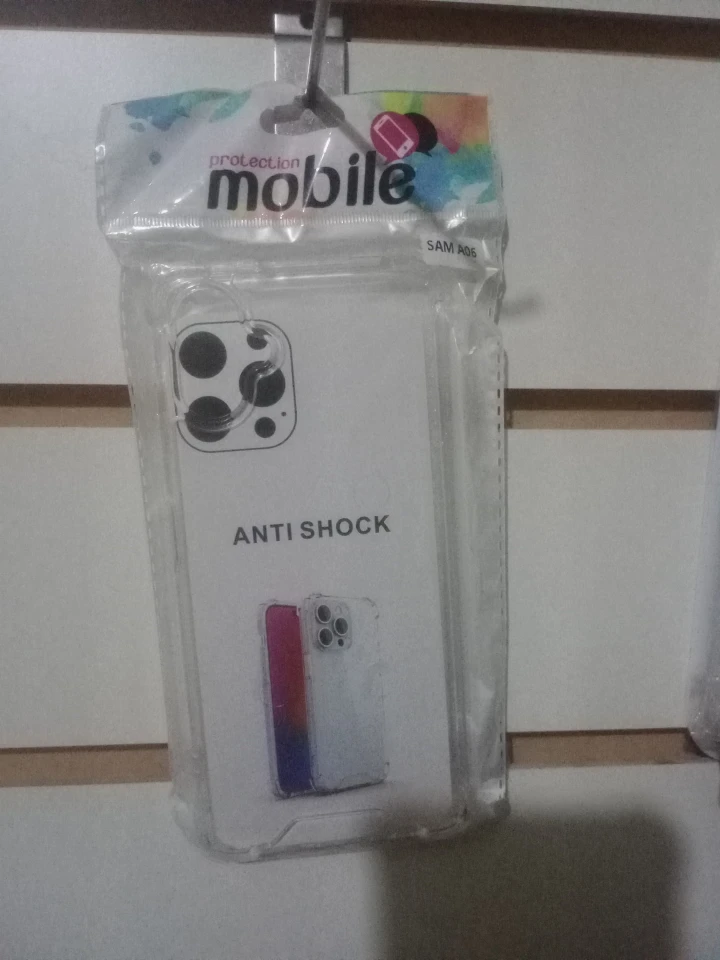 protection
mobile
SAM A06
ANTI SHOCK